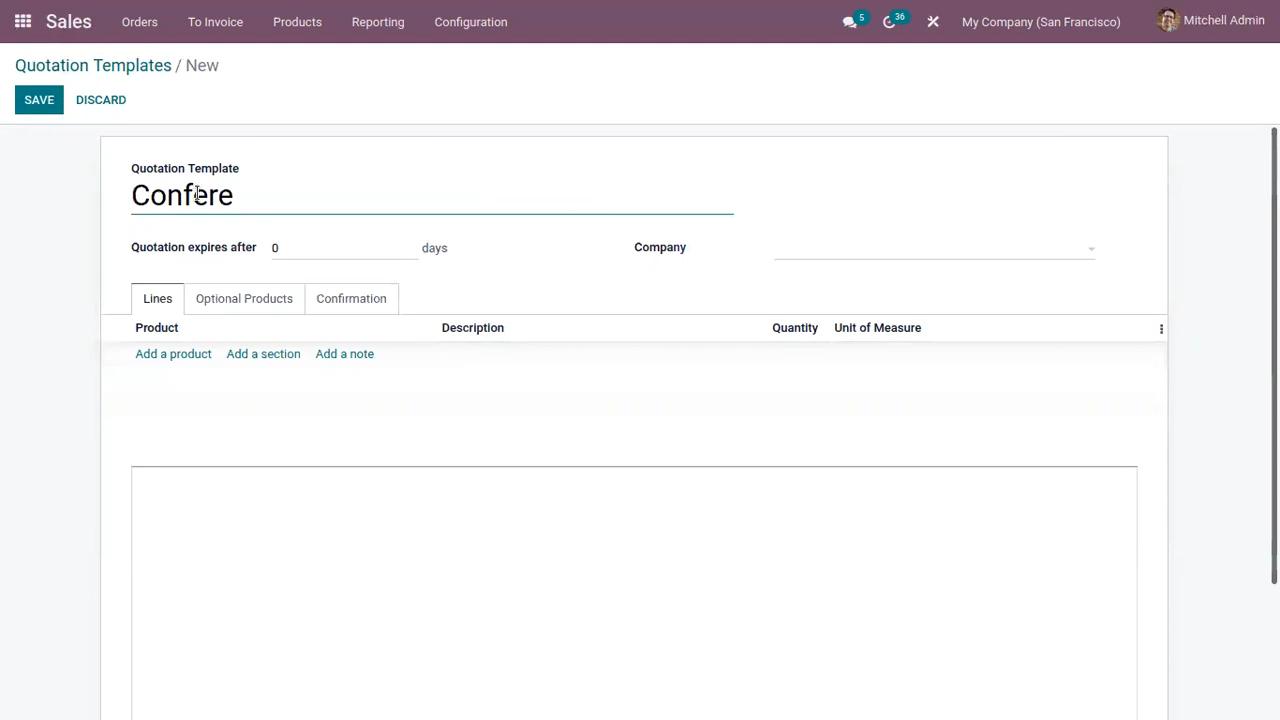 Sales Orders To Invoice Products Reporting Configuration 5 36 My Company (San Francisco) Mitchell Admin
Quotation Templates / New
SAVE DISCARD
Quotation Template
Confere
Quotation expires after 0 days Company
Lines Optional Products Confirmation
Product Description Quantity Unit of Measure
Add a product Add a section Add a note